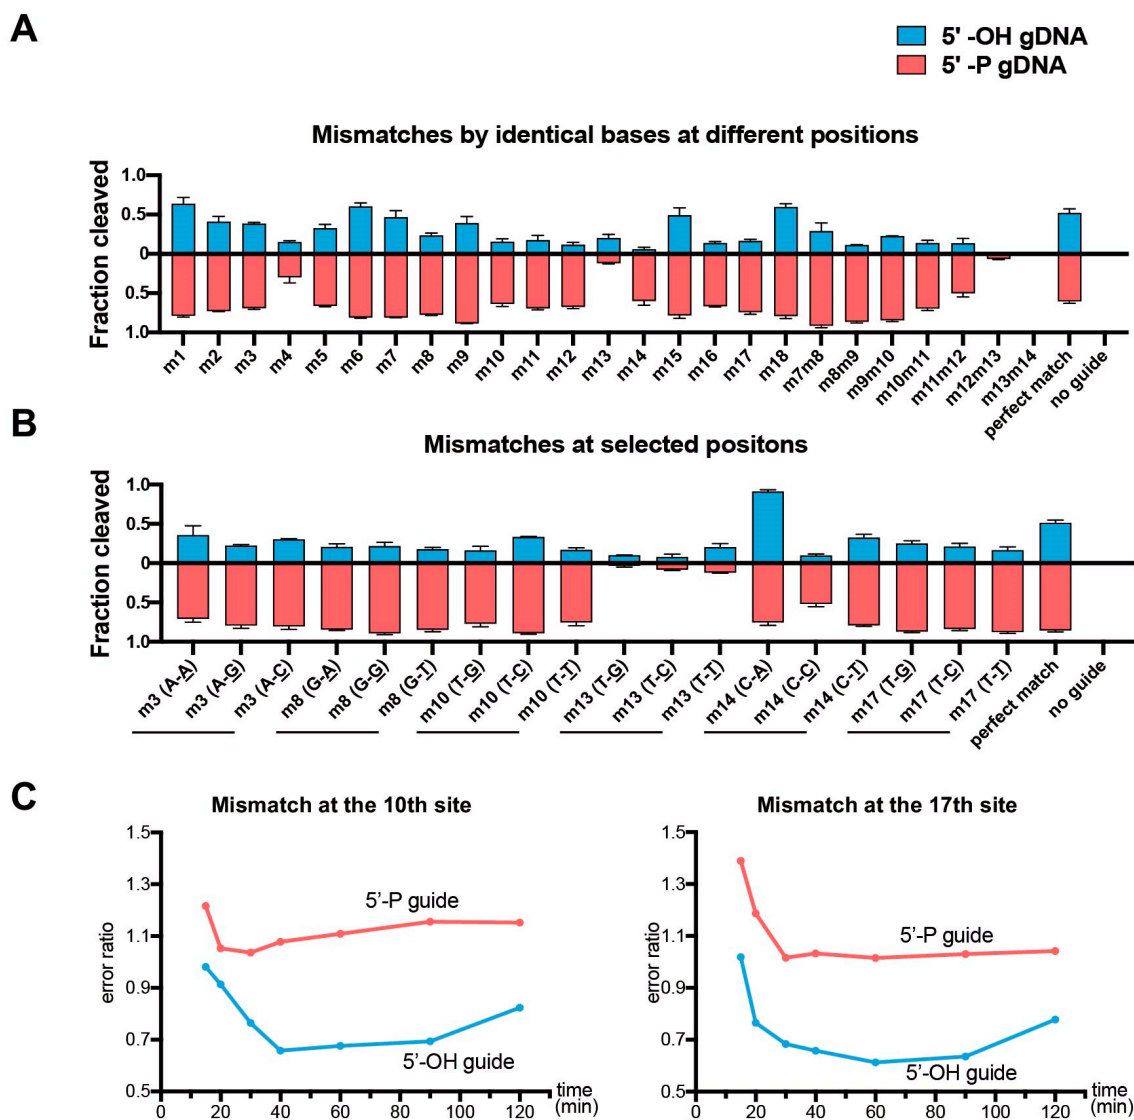 A
5' -OH gDNA
5' -P gDNA
Mismatches by identical bases at different positions
Fraction cleaved
1.0
0.5
0
0.5
1.0
m1
m2
m3
m4
m5
m6
m7
m8
m9
m10
m11
m12
m13
m14
m15
m16
m17
m18
m7m8
m8m9
m9m10
m10m11
m11m12
m12m13
m13m14
perfect match
no guide
B
Mismatches at selected positons
Fraction cleaved
1.0
0.5
0
0.5
1.0
m3 (A-A)
m3 (A-G)
m3 (A-C)
m8 (G-A)
m8 (G-G)
m8 (G-T)
m10 (T-G)
m10 (T-C)
m10 (T-T)
m13 (T-G)
m13 (T-C)
m13 (T-T)
m14 (C-A)
m14 (C-C)
m14 (C-T)
m17 (T-G)
m17 (T-C)
m17 (T-T)
perfect match
no guide
C
Mismatch at the 10th site
error ratio
1.5
1.3
1.1
0.9
0.7
0.5
5'-P guide
5'-OH guide
0 20 40 60 80 100 120
time
(min)
Mismatch at the 17th site
error ratio
1.5
1.3
1.1
0.9
0.7
0.5
5'-P guide
5'-OH guide
0 20 40 60 80 100 120
time
(min)